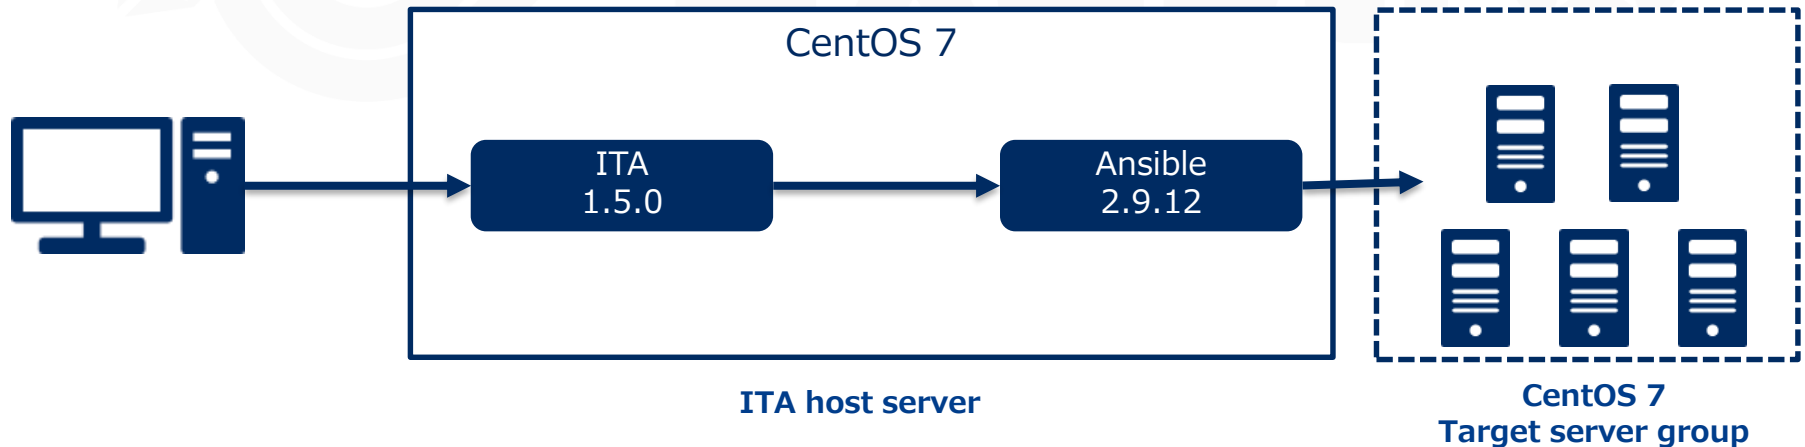 CentOS 7
ITA
1.5.0
Ansible
2.9.12
ITA host server
CentOS 7
Target server group